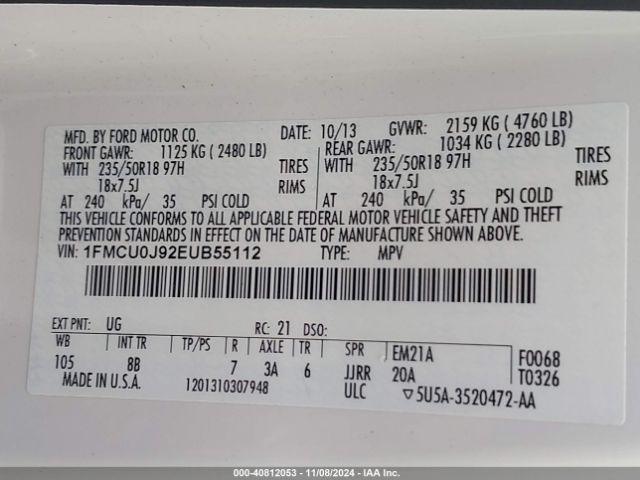 MFD. BY FORD MOTOR CO. DATE: 10/13 GVWR: 2159 KG ( 4760 LB)
FRONT GAWR: 1125 KG ( 2480 LB) REAR GAWR: 1034 KG ( 2280 LB)
WITH 235/50R18 97H TIRES WITH 235/50R18 97H TIRES
18x7.5J RIMS 18x7.5J RIMS
AT 240 kPa/ 35 PSI COLD AT 240 kPa/ 35 PSI COLD
THIS VEHICLE CONFORMS TO ALL APPLICABLE FEDERAL MOTOR VEHICLE SAFETY AND THEFT
PREVENTION STANDARDS IN EFFECT ON THE DATE OF MANUFACTURE SHOWN ABOVE.
VIN: 1FMCU0J92EUB55112 TYPE: MPV
EXT PNT: UG RC: 21 DSO:
WB INT TR TP/PS R AXLE TR SPR EM21A F0068
105 8B 7 3A 6 JJRR 20A T0326
MADE IN U.S.A. 1201310307948 ULC ▽5U5A-3520472-AA
000-40812053 - 11/08/2024 - IAA Inc.